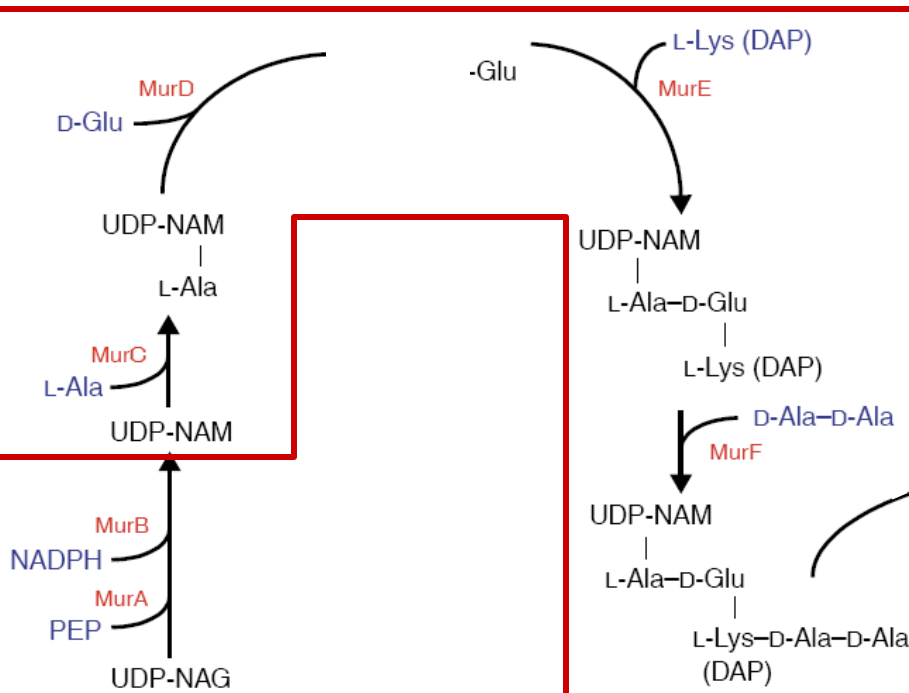 L-Lys (DAP)
-Glu
MurD
MurE
D-Glu
UDP-NAM
L-Ala
MurC
L-Ala
UDP-NAM
MurB
NADPH
MurA
PEP
UDP-NAG
UDP-NAM
L-Ala–D-Glu
L-Lys (DAP)
D-Ala–D-Ala
MurF
UDP-NAM
L-Ala–D-Glu
L-Lys–D-Ala–D-Ala
(DAP)